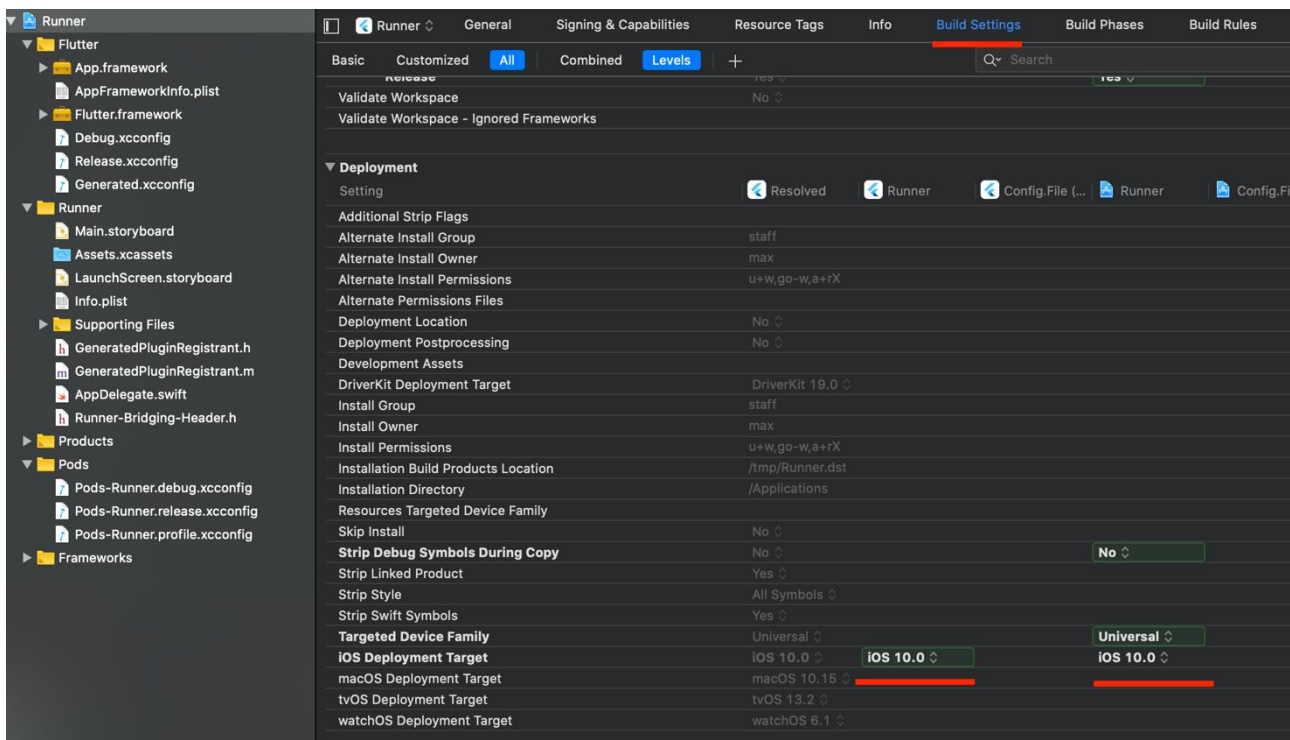 Runner
Flutter
App.framework
AppFrameworkInfo.plist
Flutter.framework
Debug.xcconfig
Release.xcconfig
Generated.xcconfig
Runner
Main.storyboard
Assets.xcassets
LaunchScreen.storyboard
Info.plist
Supporting Files
GeneratedPluginRegistrant.h
GeneratedPluginRegistrant.m
AppDelegate.swift
Runner-Bridging-Header.h
Products
Pods
Pods-Runner.debug.xcconfig
Pods-Runner.release.xcconfig
Pods-Runner.profile.xcconfig
Frameworks
Runner General Signing & Capabilities Resource Tags Info Build Settings Build Phases Build Rules
Basic Customized All Combined Levels + Search
Release Yes Yes
Validate Workspace No
Validate Workspace - Ignored Frameworks
Deployment
Setting Resolved Runner Config.File (... Runner Config.Fi
Additional Strip Flags
Alternate Install Group staff
Alternate Install Owner max
Alternate Install Permissions u+w,go-w,a+rX
Alternate Permissions Files
Deployment Location No
Deployment Postprocessing No
Development Assets
DriverKit Deployment Target DriverKit 19.0
Install Group staff
Install Owner max
Install Permissions u+w,go-w,a+rX
Installation Build Products Location /tmp/Runner.dst
Installation Directory /Applications
Resources Targeted Device Family
Skip Install No
Strip Debug Symbols During Copy No No
Strip Linked Product Yes
Strip Style All Symbols
Strip Swift Symbols Yes
Targeted Device Family Universal Universal
iOS Deployment Target iOS 10.0 iOS 10.0 iOS 10.0
macOS Deployment Target macOS 10.15
tvOS Deployment Target tvOS 13.2
watchOS Deployment Target watchOS 6.1